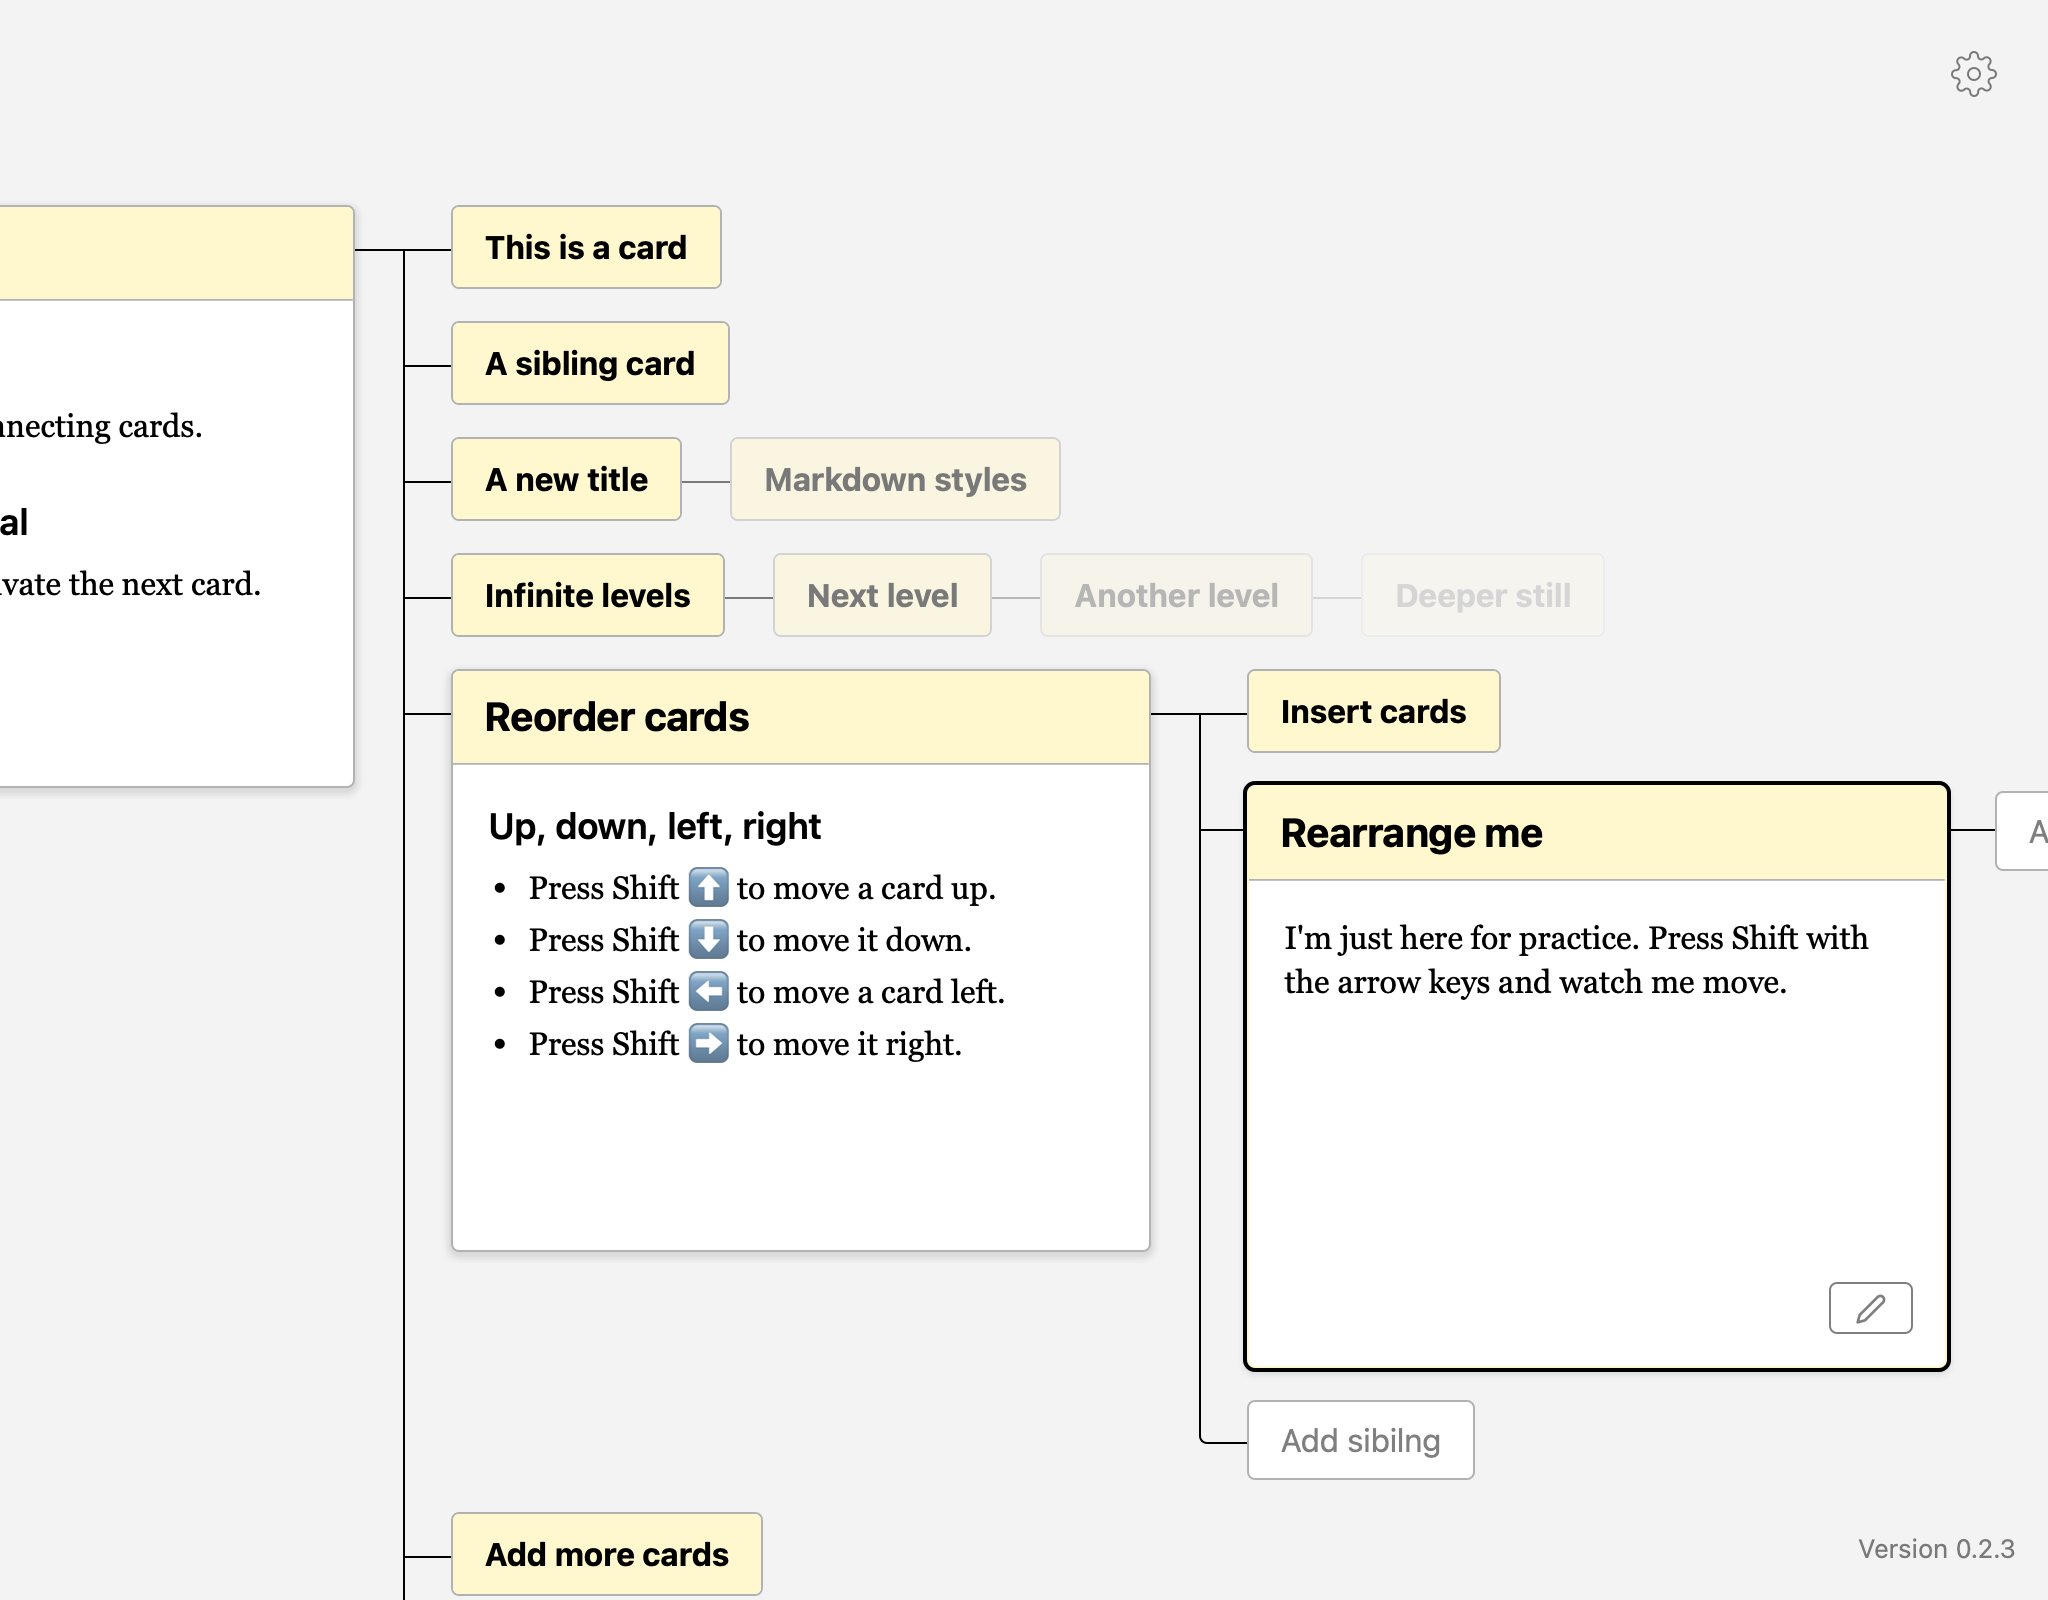 This is a card
A sibling card
nnecting cards.
A new title
Markdown styles
al
ivate the next card.
Infinite levels
Next level
Another level
Deeper still
Reorder cards
Up, down, left, right
• Press Shift ⬆️ to move a card up.
• Press Shift ⬇️ to move it down.
• Press Shift ⬅️ to move a card left.
• Press Shift ➡️ to move it right.
Insert cards
Rearrange me
A
I'm just here for practice. Press Shift with
the arrow keys and watch me move.
Add sibilng
Add more cards
Version 0.2.3